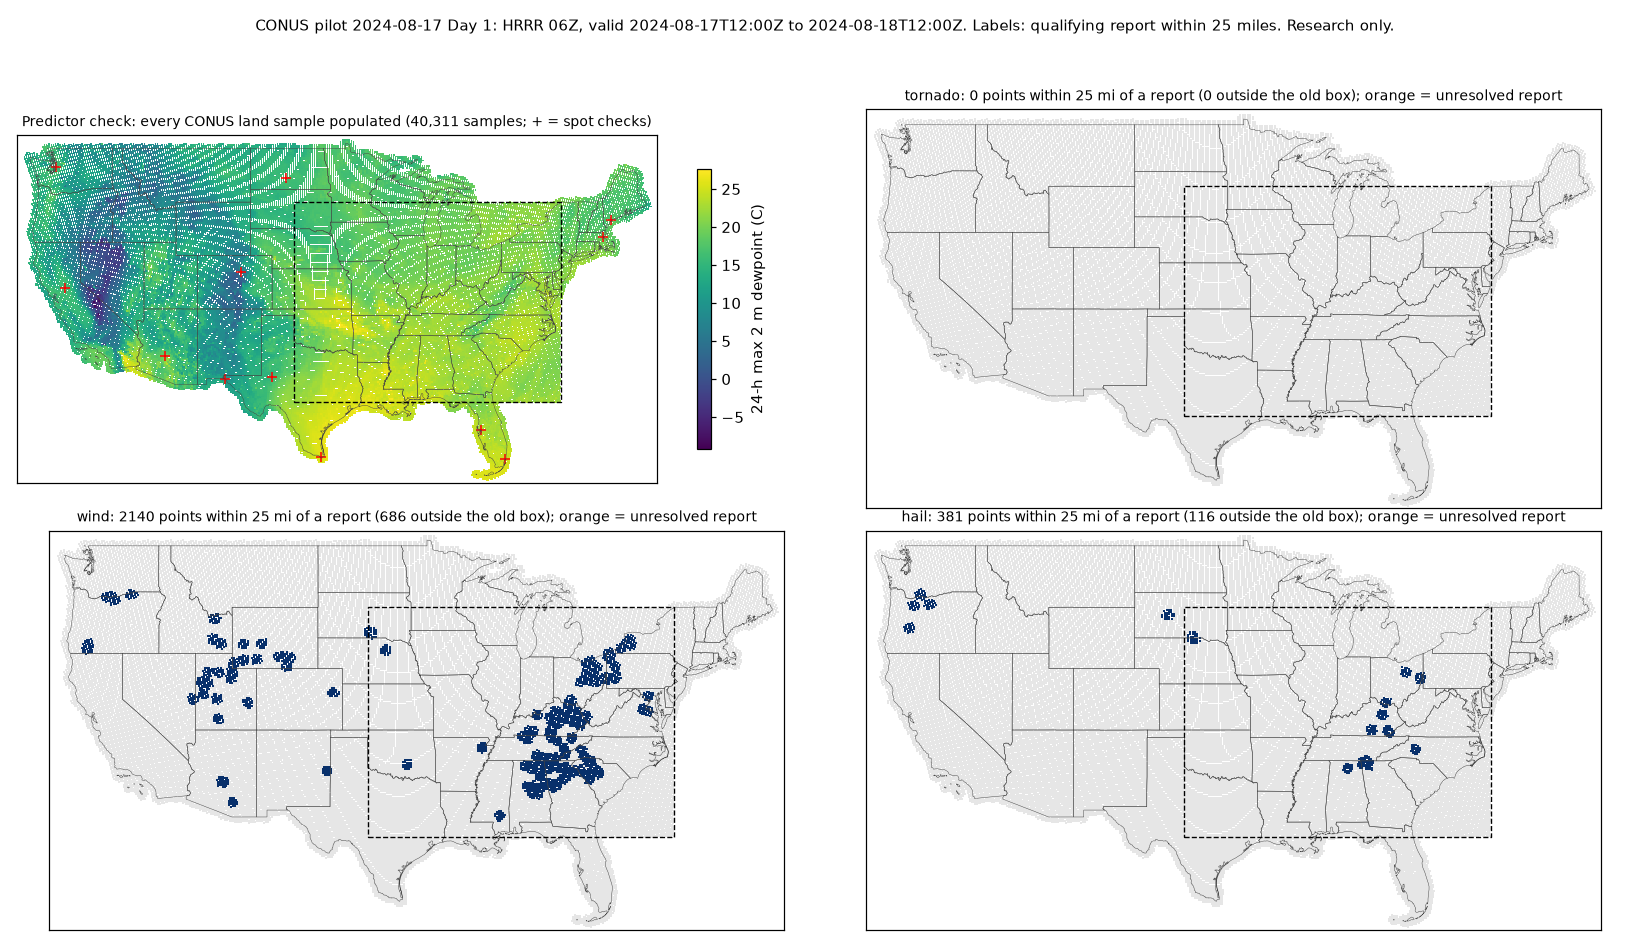 CONUS pilot 2024-08-17 Day 1: HRRR 06Z, valid 2024-08-17T12:00Z to 2024-08-18T12:00Z. Labels: qualifying report within 25 miles. Research only.
Predictor check: every CONUS land sample populated (40,311 samples; + = spot checks)
25
20
15
10
5
0
−5
24-h max 2 m dewpoint (C)
tornado: 0 points within 25 mi of a report (0 outside the old box); orange = unresolved report
wind: 2140 points within 25 mi of a report (686 outside the old box); orange = unresolved report
hail: 381 points within 25 mi of a report (116 outside the old box); orange = unresolved report